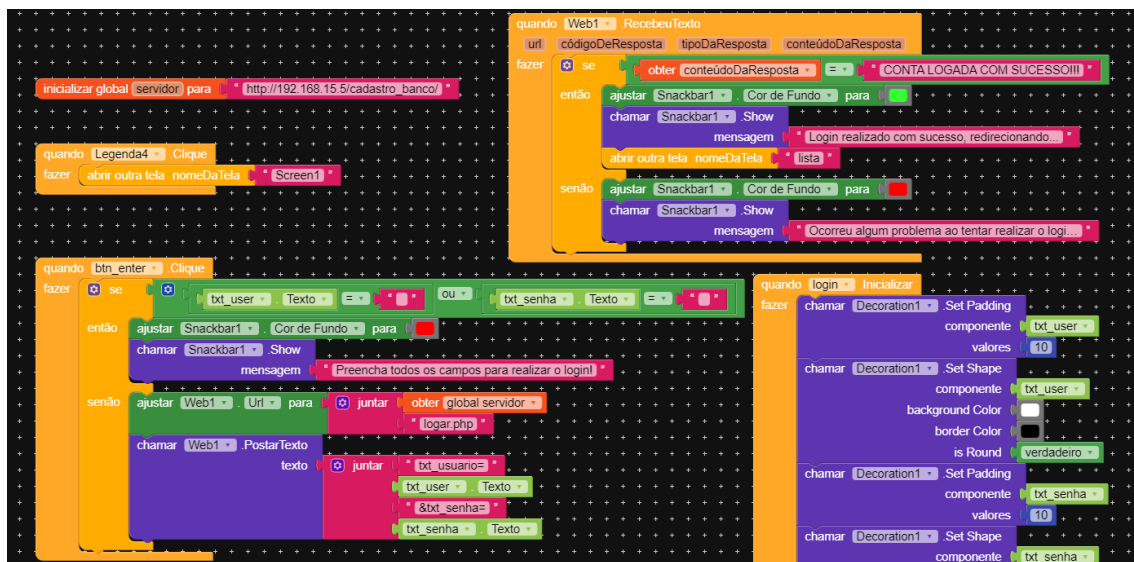 inicializar global servidor para " http://192.168.15.5/cadastro_banco/ "
quando Legenda4 .Clique
fazer abrir outra tela nomeDaTela " Screen1 "
quando Web1 .RecebeuTexto
url códigoDeResposta tipoDaResposta conteúdoDaResposta
fazer se obter conteúdoDaResposta = " CONTA LOGADA COM SUCESSO!!! "
então ajustar Snackbar1 . Cor de Fundo para
chamar Snackbar1 .Show
mensagem " Login realizado com sucesso, redirecionando... "
abrir outra tela nomeDaTela " lista "
senão ajustar Snackbar1 . Cor de Fundo para
chamar Snackbar1 .Show
mensagem " Ocorreu algum problema ao tentar realizar o logi... "
quando btn_enter .Clique
fazer se txt_user . Texto = " " ou txt_senha . Texto = " "
então ajustar Snackbar1 . Cor de Fundo para
chamar Snackbar1 .Show
mensagem " Preencha todos os campos para realizar o login! "
senão ajustar Web1 . Url para juntar obter global servidor
" logar.php "
chamar Web1 .PostarTexto
texto juntar " txt_usuario= "
txt_user . Texto
" &txt_senha= "
txt_senha . Texto
quando login .Inicializar
fazer chamar Decoration1 .Set Padding
componente txt_user
valores 10
chamar Decoration1 .Set Shape
componente txt_user
background Color
border Color
is Round verdadeiro
chamar Decoration1 .Set Padding
componente txt_senha
valores 10
chamar Decoration1 .Set Shape
componente txt_senha